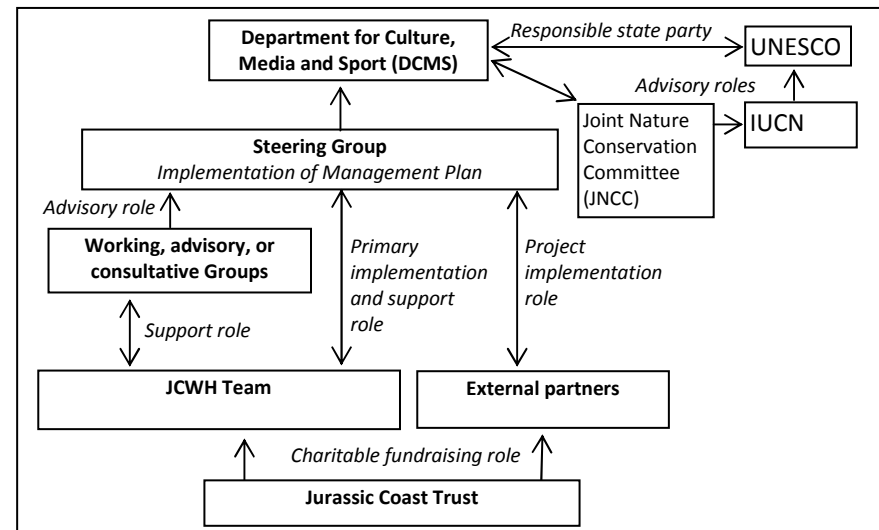 Department for Culture,
Media and Sport (DCMS)
Responsible state party
UNESCO
Advisory roles
Joint Nature
Conservation
Committee
(JNCC)
IUCN
Steering Group
Implementation of Management Plan
Advisory role
Working, advisory, or
consultative Groups
Primary
implementation
and support
role
Project
implementation
role
Support role
JCWH Team
External partners
Charitable fundraising role
Jurassic Coast Trust